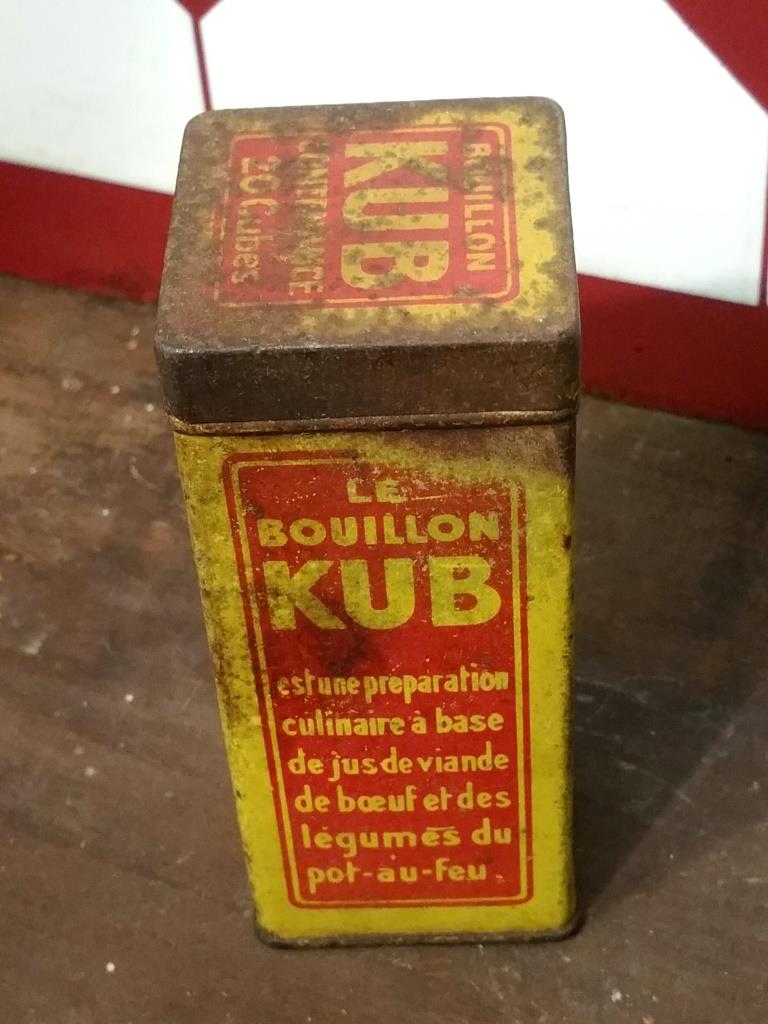 BOUILLON
KUB
CONTENANCE
20 Cubes
LE
BOUILLON
KUB
est une preparation
culinaire à base
de jus de viande
de bœuf et des
légumes du
pot-au-feu.